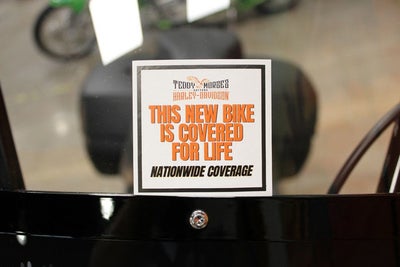 TEDDY MORSE'S
HARLEY-DAVIDSON
THIS NEW BIKE
IS COVERED
FOR LIFE
NATIONWIDE COVERAGE